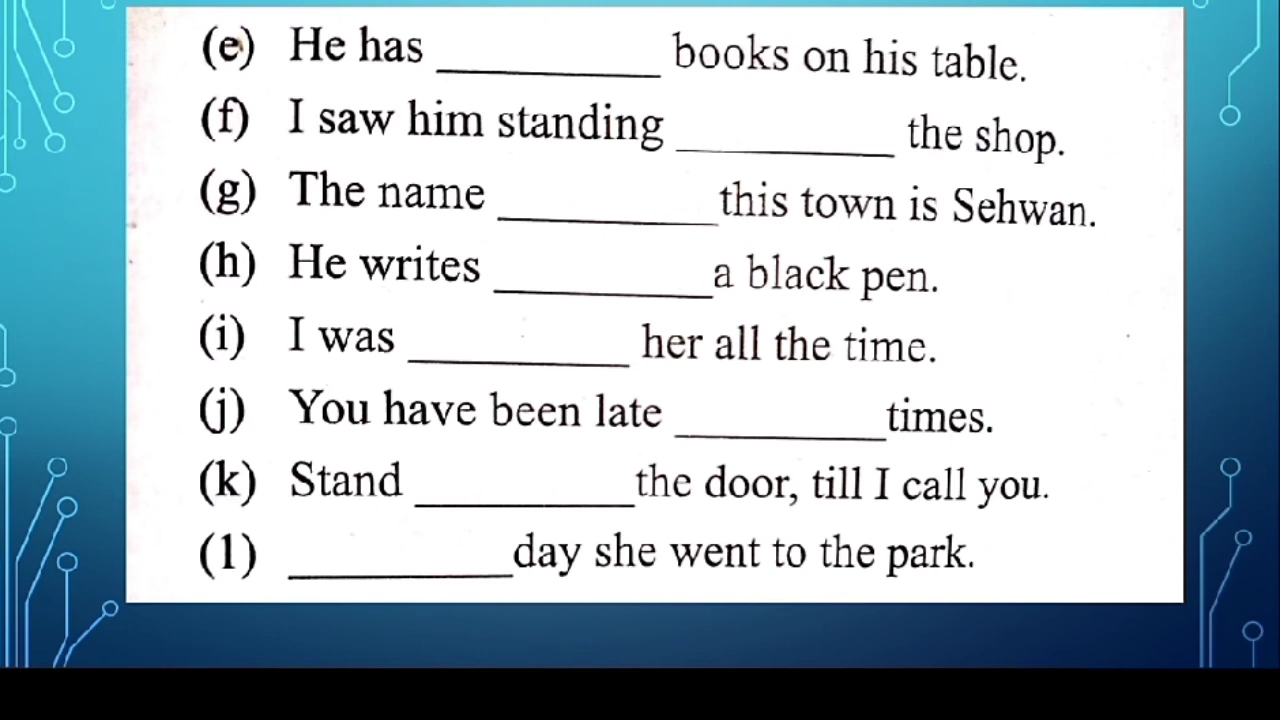 (e) He has __________ books on his table.
(f) I saw him standing __________ the shop.
(g) The name __________ this town is Sehwan.
(h) He writes __________ a black pen.
(i) I was __________ her all the time.
(j) You have been late __________ times.
(k) Stand __________ the door, till I call you.
(l) __________ day she went to the park.